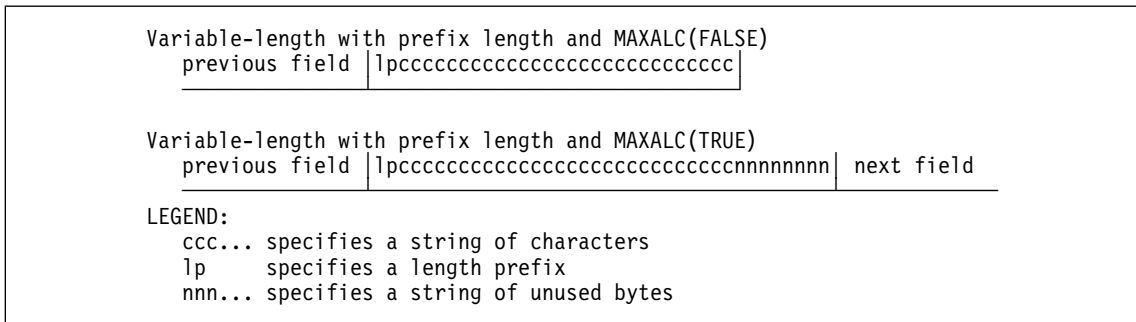 Variable-length with prefix length and MAXALC(FALSE)
previous field lpcccccccccccccccccccccccccccc
Variable-length with prefix length and MAXALC(TRUE)
previous field lpccccccccccccccccccccccccccccnnnnnnnn next field
LEGEND:
ccc... specifies a string of characters
lp specifies a length prefix
nnn... specifies a string of unused bytes